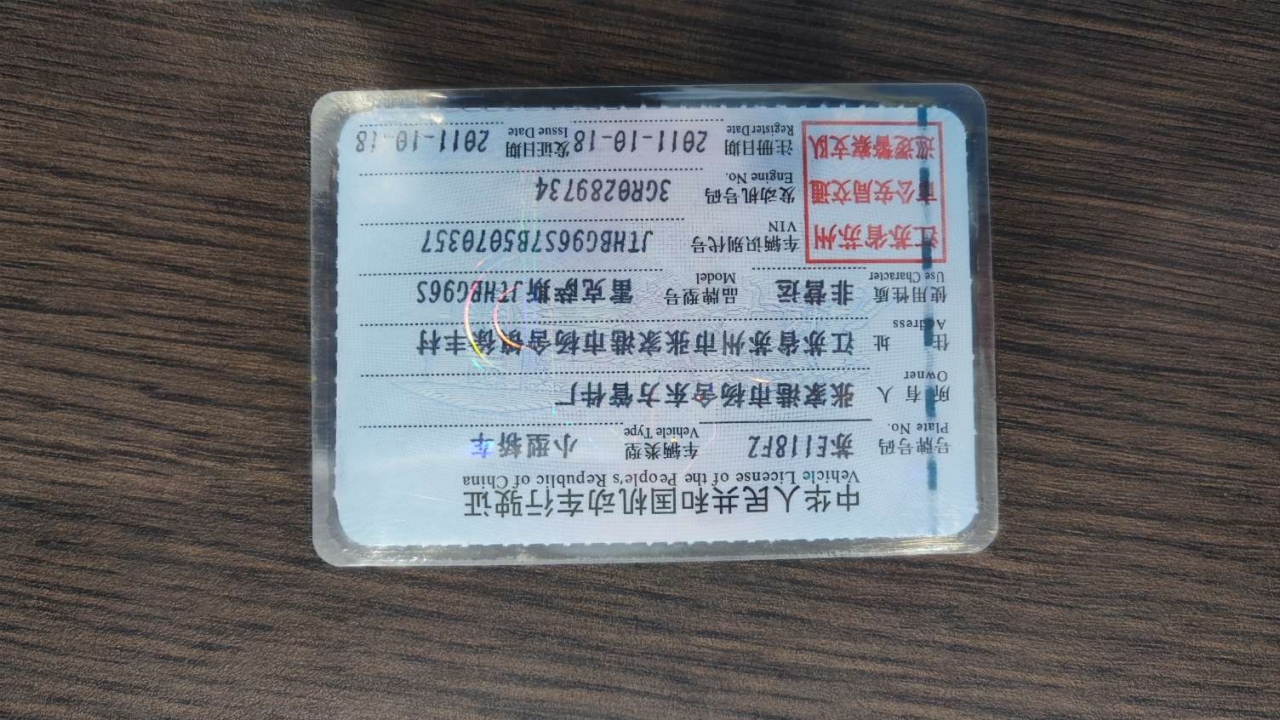 中华人民共和国机动车行驶证
Vehicle License of the People's Republic of China
号牌号码 苏E118FZ 车辆类型 小型轿车
Plate No. Vehicle Type
所有人 张家港市杨舍东方管件厂
Owner
住址 江苏省苏州市张家港市杨舍镇徐丰村
Address
使用性质 非营运 品牌型号 雷克萨斯JTHBG96S
Use Character Model
江苏省苏州
市公安局交通
巡逻警察支队
车辆识别代号 JTHBG96S7B5070357
VIN
发动机号码 3GR0289734
Engine No.
注册日期 2011-10-18 发证日期 2011-10-18
Register Date Issue Date